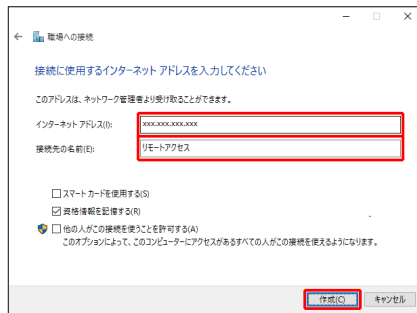 職場への接続
接続に使用するインターネット アドレスを入力してください
このアドレスは、ネットワーク管理者より受け取ることができます。
インターネット アドレス(I):
xxx.xxx.xxx.xxx
接続先の名前(E):
リモートアクセス
スマート カードを使用する(S)
資格情報を記憶する(R)
他の人がこの接続を使うことを許可する(A)
このオプションによって、このコンピューターにアクセスがあるすべての人がこの接続を使えるようになります。
作成(C)
キャンセル